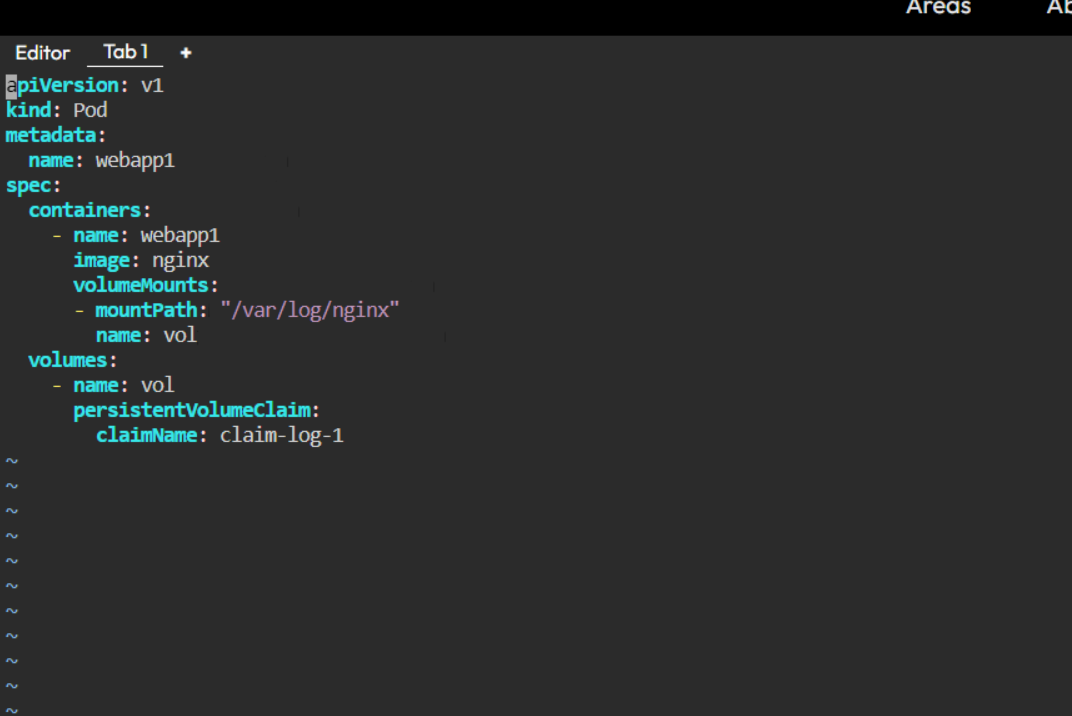 Areas
Editor Tab 1 +
apiVersion: v1
kind: Pod
metadata:
  name: webapp1
spec:
  containers:
    - name: webapp1
      image: nginx
      volumeMounts:
      - mountPath: "/var/log/nginx"
        name: vol
  volumes:
    - name: vol
      persistentVolumeClaim:
        claimName: claim-log-1
~
~
~
~
~
~
~
~
~
~
~